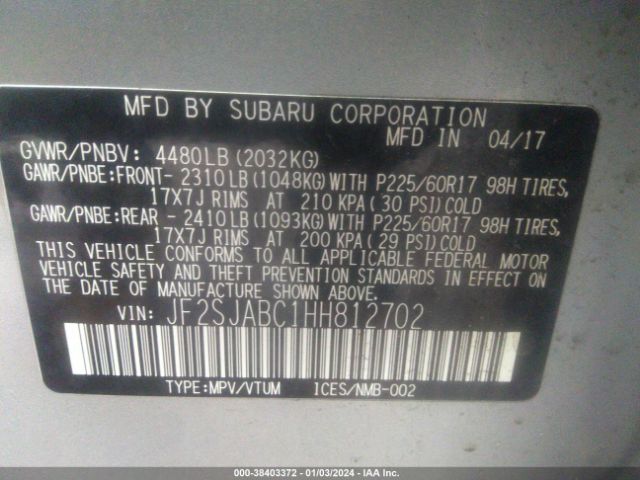 MFD BY SUBARU CORPORATION
MFD IN 04/17
GVWR/PNBV: 4480LB(2032KG)
GAWR/PNBE:FRONT- 2310LB(1048KG)WITH P225/60R17 98H TIRES,
17X7J RIMS AT 210 KPA( 30 PSI)COLD
GAWR/PNBE:REAR - 2410LB(1093KG)WITH P225/60R17 98H TIRES,
17X7J RIMS AT 200 KPA( 29 PSI)COLD
THIS VEHICLE CONFORMS TO ALL APPLICABLE FEDERAL MOTOR
VEHICLE SAFETY AND THEFT PREVENTION STANDARDS IN EFFECT ON
THE DATE OF MANUFACTURE SHOWN ABOVE.
VIN: JF2SJABC1HH812702
TYPE:MPV/VTUM ICES/NMB-002
000-38403372 - 01/03/2024 - IAA Inc.